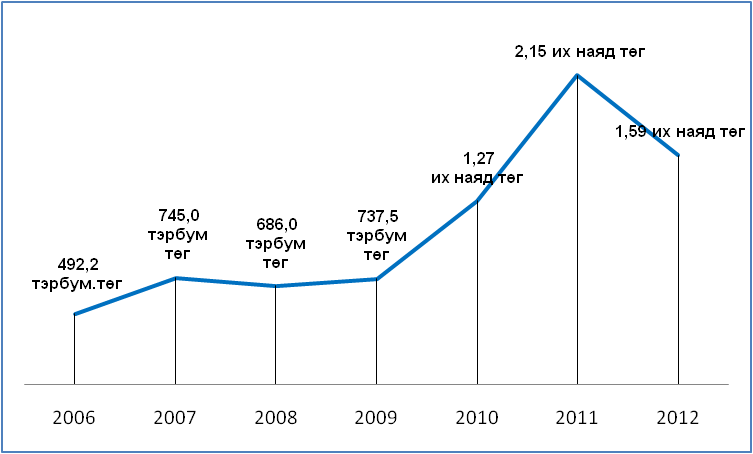 2,15 их наяд төг
1,59 их наяд төг
1,27
их наяд төг
745,0
тэрбум
төг
686,0
тэрбум
төг
737,5
тэрбум
төг
492,2
тэрбум.төг
2006
2007
2008
2009
2010
2011
2012